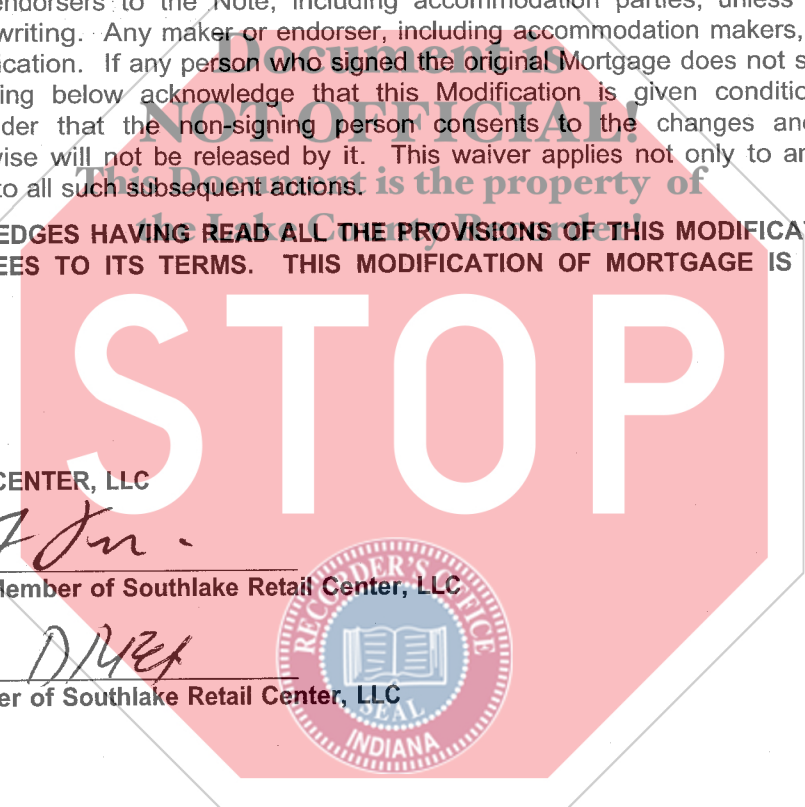 endorsers to the Note, including accommodation parties, unless
writing. Any maker or endorser, including accommodation makers,
ication. If any person who signed the original Mortgage does not s
ing below acknowledge that this Modification is given conditio
der that the non-signing person consents to the changes and
wise will not be released by it. This waiver applies not only to an
to all such subsequent actions.
Document is
NOT OFFICIAL!
This Document is the property of
the Lake County Recorder!
EDGES HAVING READ ALL THE PROVISIONS OF THIS MODIFICAT
EES TO ITS TERMS. THIS MODIFICATION OF MORTGAGE IS
STOP
CENTER, LLC
Member of Southlake Retail Center, LLC
er of Southlake Retail Center, LLC
RECORDER'S OFFICE
SEAL
INDIANA